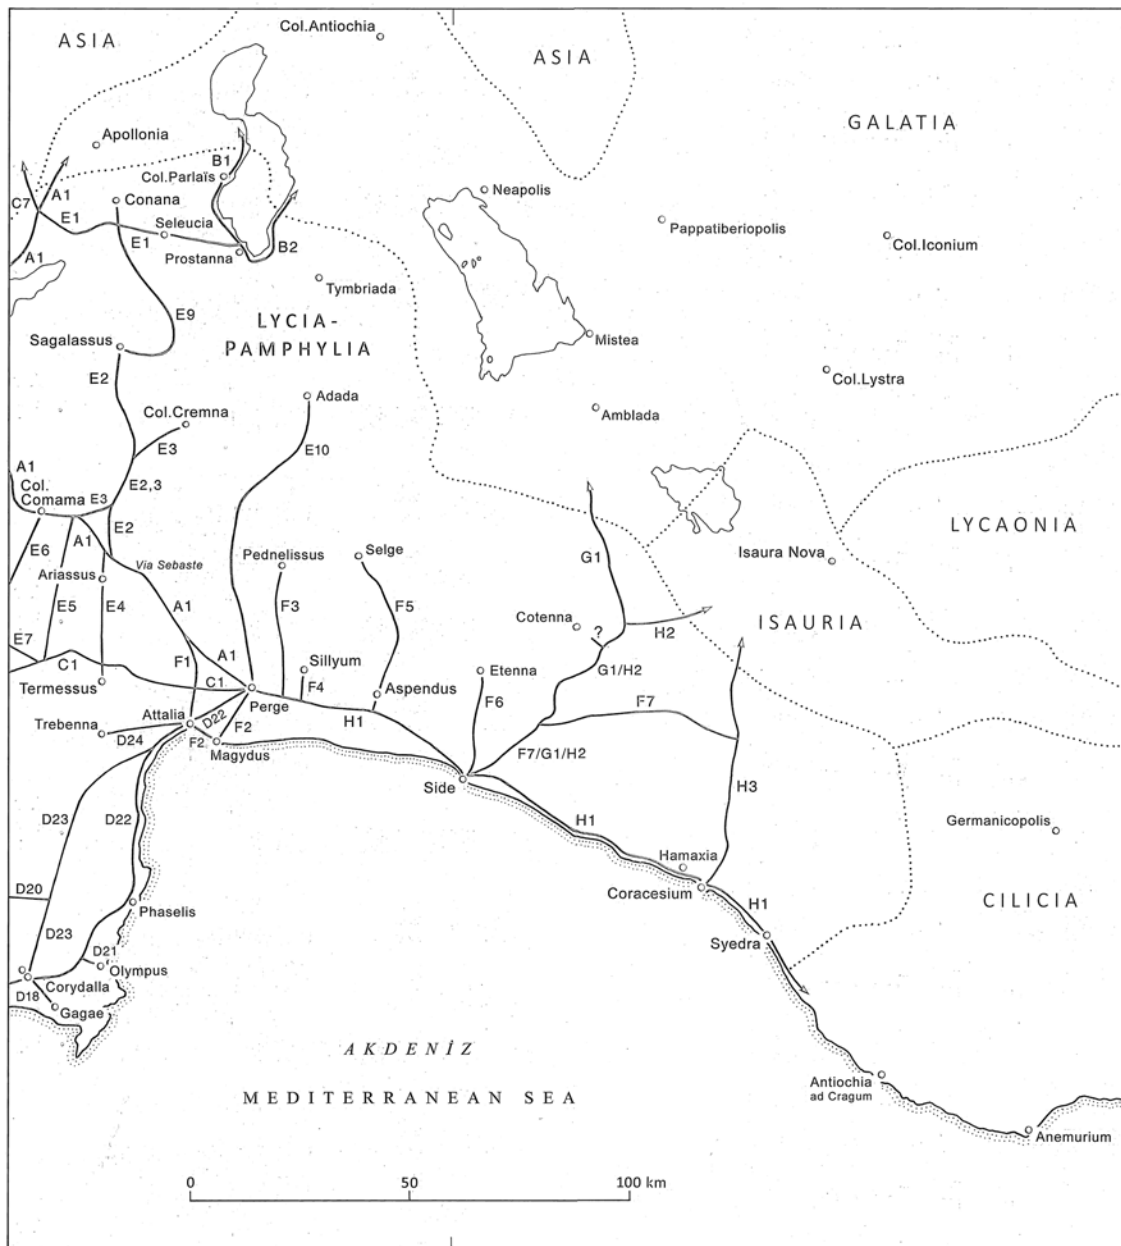 Col.Antiochia
ASIA
ASIA
GALATIA
Apollonia
B1
Col.Parlaïs
Neapolis
C7
A1
Conana
E1
Seleucia
Pappatiberiopolis
Col.Iconium
A1
E1
Prostanna
B2
Tymbriada
E9
LYCIA-
PAMPHYLIA
Sagalassus
Mistea
E2
Col.Lystra
Adada
Col.Cremna
Amblada
E3
E10
A1
Col.
Comama
E3
E2,3
E2
LYCAONIA
E6
A1
Via Sebaste
Pednelissus
Selge
G1
Isaura Nova
Ariassus
E5
E4
A1
F3
F5
Cotenna
?
H2
ISAURIA
E7
C1
F1
A1
Sillyum
Etenna
G1/H2
Termessus
C1
F4
Perge
Aspendus
F6
F7
Trebenna
Attalia
D22
H1
D24
F2
F2
Magydus
F7/G1/H2
Side
H3
D23
D22
H1
Germanicopolis
Hamaxia
D20
Coracesium
CILICIA
Phaselis
H1
D23
Syedra
D21
Olympus
Corydalla
D18
Gagae
AKDENİZ
MEDITERRANEAN SEA
Antiochia
ad Cragum
Anemurium
0
50
100 km